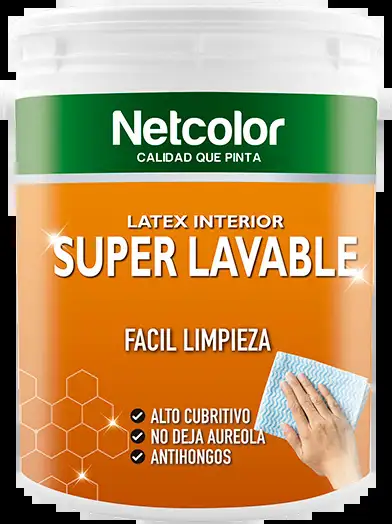 Netcolor
CALIDAD QUE PINTA
LATEX INTERIOR
SUPER LAVABLE
FACIL LIMPIEZA
ALTO CUBRITIVO
NO DEJA AUREOLA
ANTIHONGOS